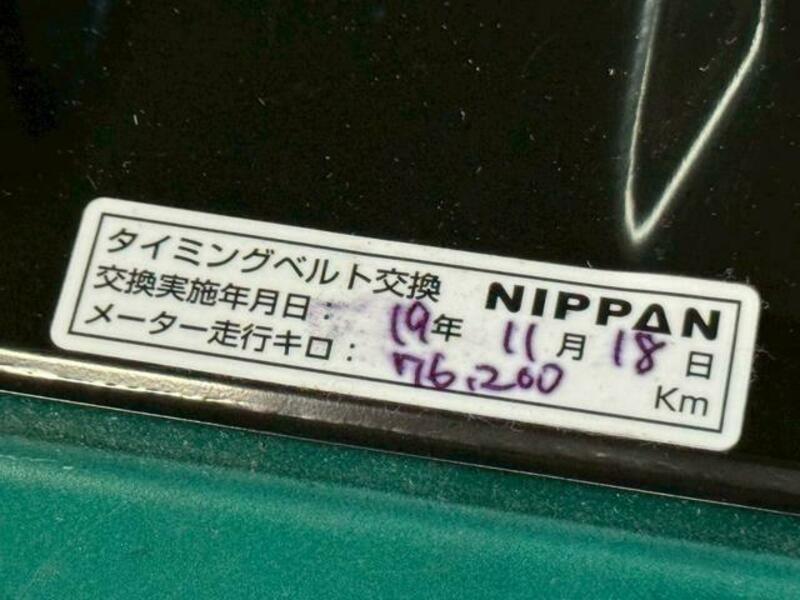 タイミングベルト交換 NIPPAN
交換実施年月日： 19年 11月 18日
メーター走行キロ： 76,200 Km